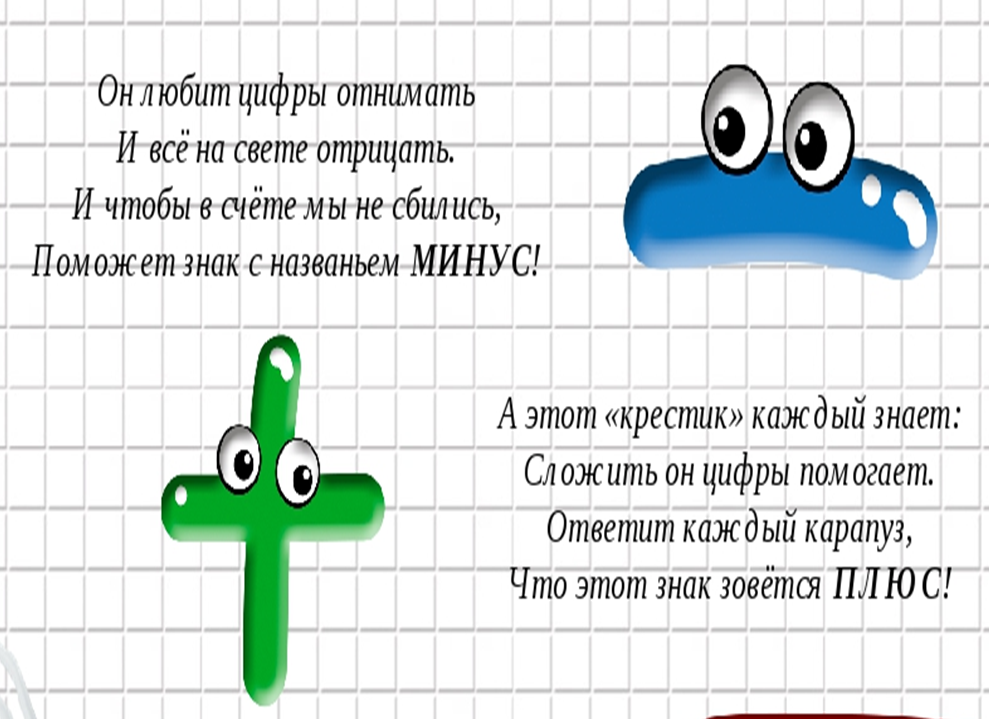 Он любит цифры отнимать
И всё на свете отрицать.
И чтобы в счёте мы не сбились,
Поможет знак с названьем МИНУС!
А этот «крестик» каждый знает:
Сложить он цифры помогает.
Ответит каждый карапуз,
Что этот знак зовётся ПЛЮС!